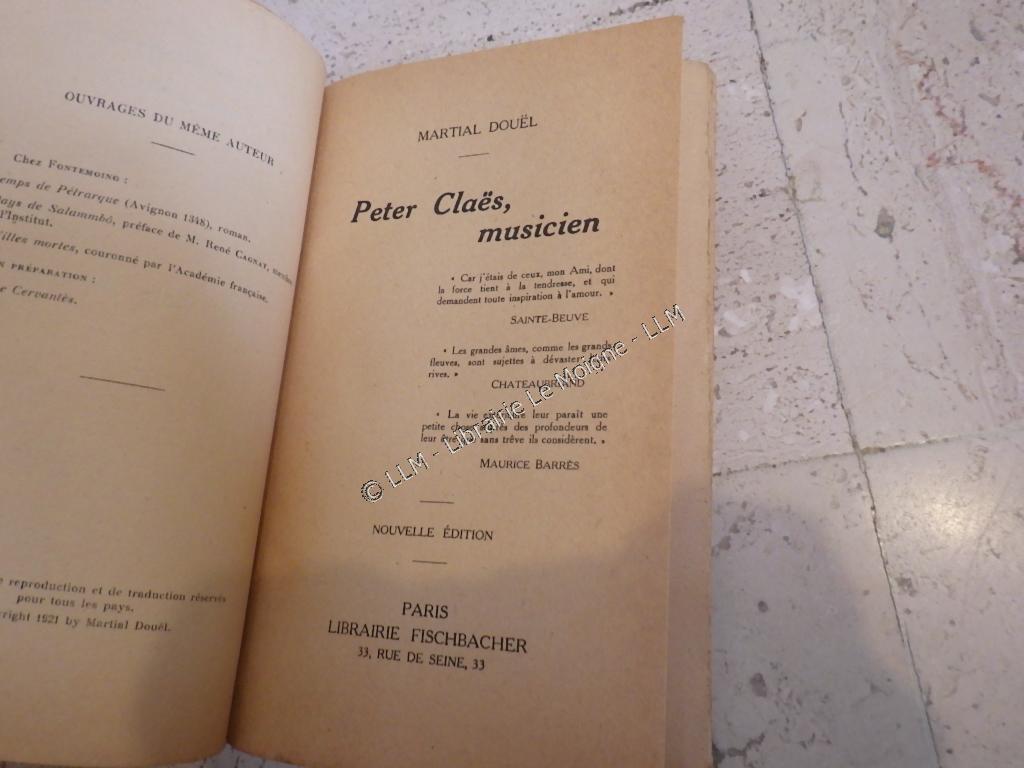 OUVRAGES DU MÊME AUTEUR
Chez FONTEMOING :
emps de Pétrarque (Avignon 1348), roman.
ays de Salammbô, préface de M. René CAGNAT,
l'Institut.
illes mortes, couronné par l'Académie française.
N PRÉPARATION :
e Cervantès.
e reproduction et de traduction réservés
pour tous les pays.
right 1921 by Martial Douël.
MARTIAL DOUËL
Peter Claës,
musicien
« Car j'étais de ceux, mon Ami, dont
la force tient à la tendresse, et qui
demandent toute inspiration à l'amour. »
SAINTE-BEUVE
« Les grandes âmes, comme les grands
fleuves, sont sujettes à dévaster
rives. »
CHATEAUBRIAND
« La vie leur paraît une
petite des profondeurs de
leur sans trêve ils considèrent. »
MAURICE BARRÈS
NOUVELLE ÉDITION
PARIS
LIBRAIRIE FISCHBACHER
33, RUE DE SEINE, 33
© LLM - Librairie Le Moigne - LLM